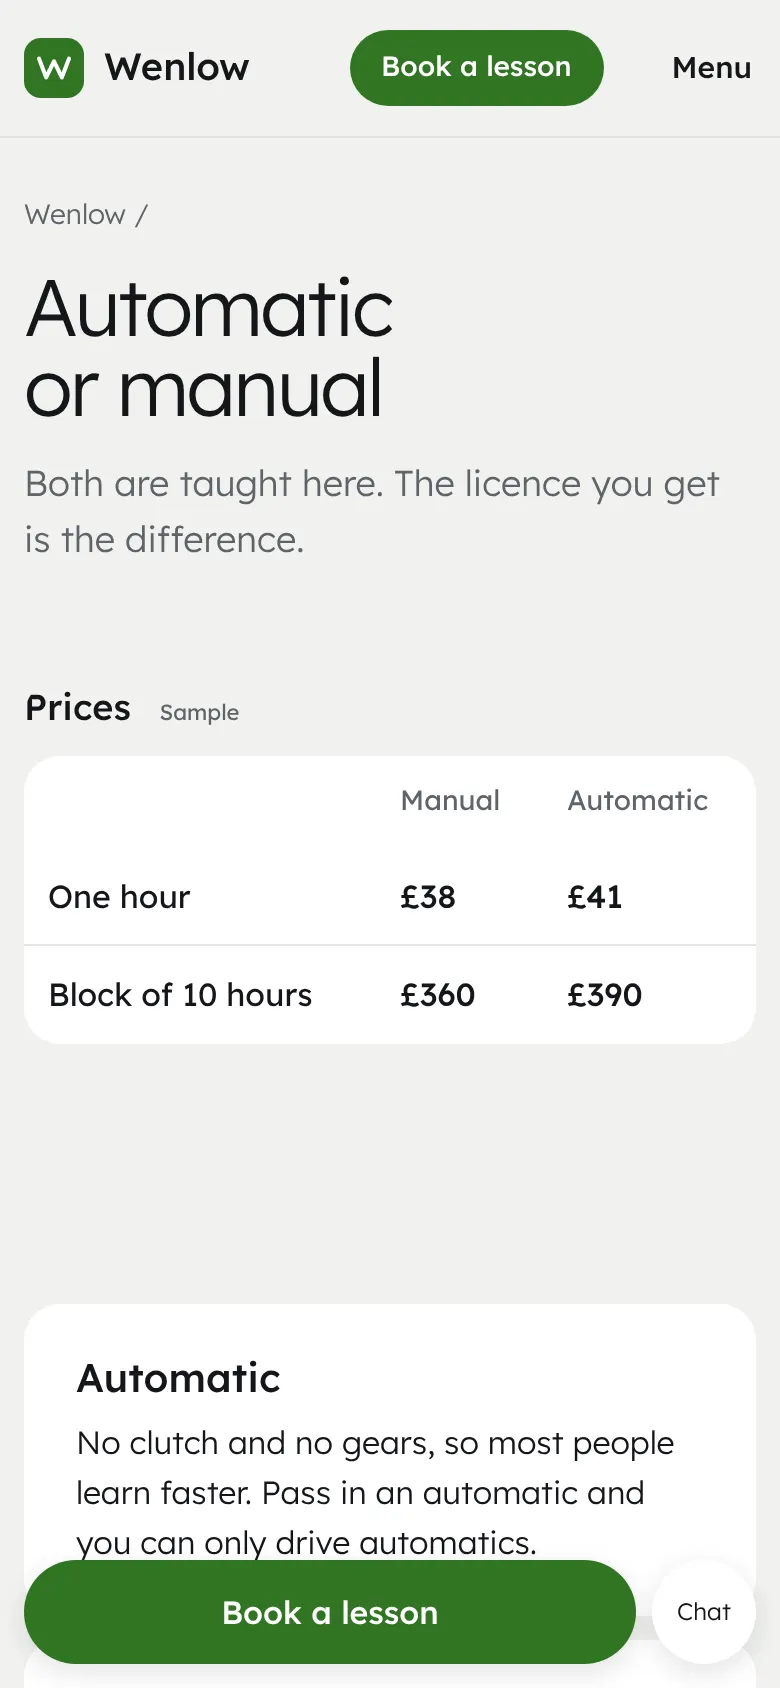 W Wenlow Book a lesson Menu
Wenlow /
Automatic
or manual
Both are taught here. The licence you get
is the difference.
Prices Sample
Manual Automatic
One hour £38 £41
Block of 10 hours £360 £390
Automatic
No clutch and no gears, so most people
learn faster. Pass in an automatic and
you can only drive automatics.
Book a lesson Chat